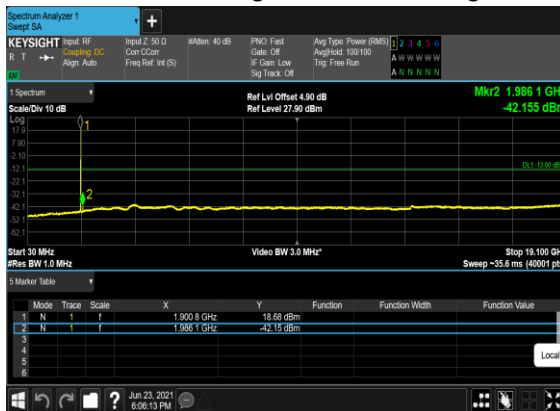 Spectrum Analyzer 1
Swept SA
KEYSIGHT Input: RF Input Z: 50 Ω #Atten: 40 dB PNO: Fast Avg Type: Power (RMS) 1 2 3 4 5 6
R T Coupling: DC Corr CCorr Gate: Off Avg|Hold: 100/100 A W W W W W
Align: Auto Freq Ref: Int (S) IF Gain: Low Trig: Free Run
Sig Track: Off A N N N N N
1 Spectrum Ref Lvl Offset 4.90 dB Mkr2 1.986 1 GH
Scale/Div 10 dB Ref Level 27.90 dBm -42.155 dBr
Log
17.9 1
7.90
-2.10
-12.1 DL1 -13.00 dB
-22.1
-32.1 2
-42.1
-52.1
-62.1
Start 30 MHz Video BW 3.0 MHz* Stop 19.100 GH
#Res BW 1.0 MHz Sweep ~35.6 ms (40001 pt
5 Marker Table
Mode Trace Scale X Y Function Function Width Function Value
1 N 1 f 1.900 8 GHz 18.68 dBm
2 N 1 f 1.986 1 GHz -42.15 dBm
3
4
5 Local
6
? Jun 23, 2021
6:06:13 PM